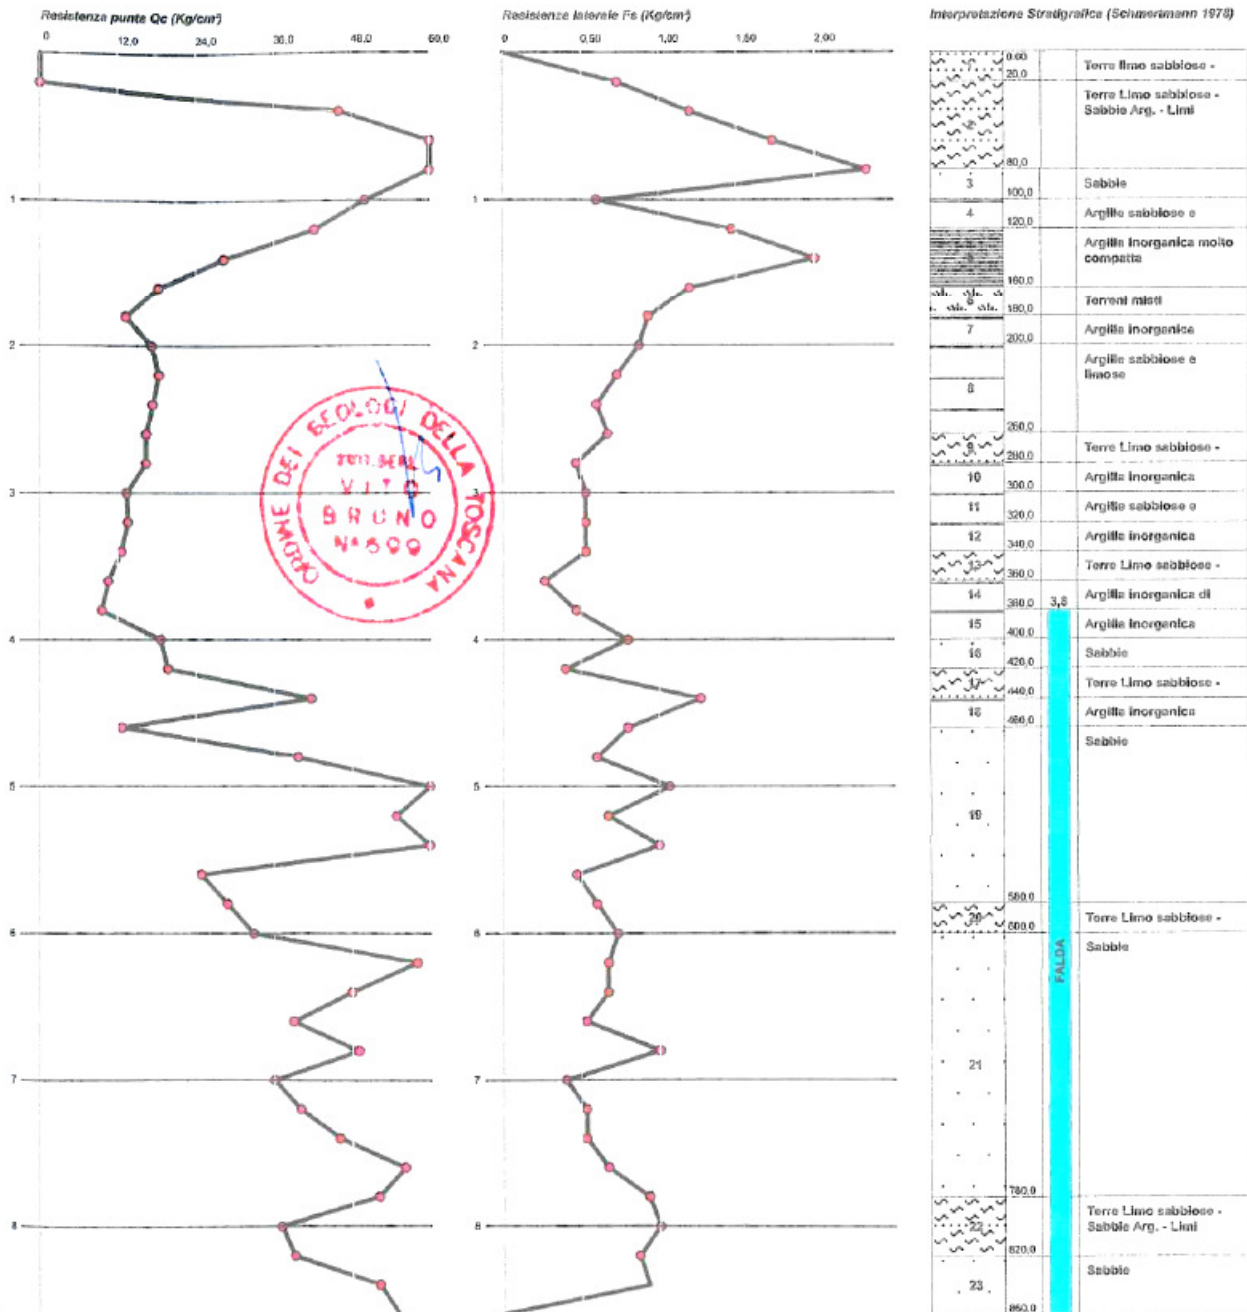 Resistenza punta Qc (Kg/cm²)
0 12,0 24,0 36,0 48,0 60,0
1
2
3
4
5
6
7
8
Resistenza laterale Fs (Kg/cm²)
0 0,50 1,00 1,50 2,00
1
2
3
4
5
6
7
8
ORDINE DEI GEOLOGI DELLA TOSCANA
VITO
BRUNO
N° 899
Interpretazione Stratigrafica (Schmertmann 1978)
0.00
1 Terre limo sabbiose -
20,0
2 Terre Limo sabbiose -
Sabbie Arg. - Limi
80,0
3 Sabbie
100,0
4 Argille sabbiose e
120,0
5 Argilla inorganica molto
compatta
160,0
6 Terreni misti
180,0
7 Argilla inorganica
200,0
8 Argille sabbiose e
limose
260,0
9 Terre Limo sabbiose -
280,0
10 Argilla inorganica
300,0
11 Argille sabbiose e
320,0
12 Argilla inorganica
340,0
13 Terre Limo sabbiose -
360,0
14 Argilla inorganica di
380,0 3,8
15 Argilla inorganica
400,0
16 Sabbie
420,0
17 Terre Limo sabbiose -
440,0
18 Argilla inorganica
460,0
19 Sabbie
580,0
20 Terre Limo sabbiose -
600,0
21 Sabbie
FALDA
780,0
22 Terre Limo sabbiose -
Sabbie Arg. - Limi
820,0
23 Sabbie
860,0